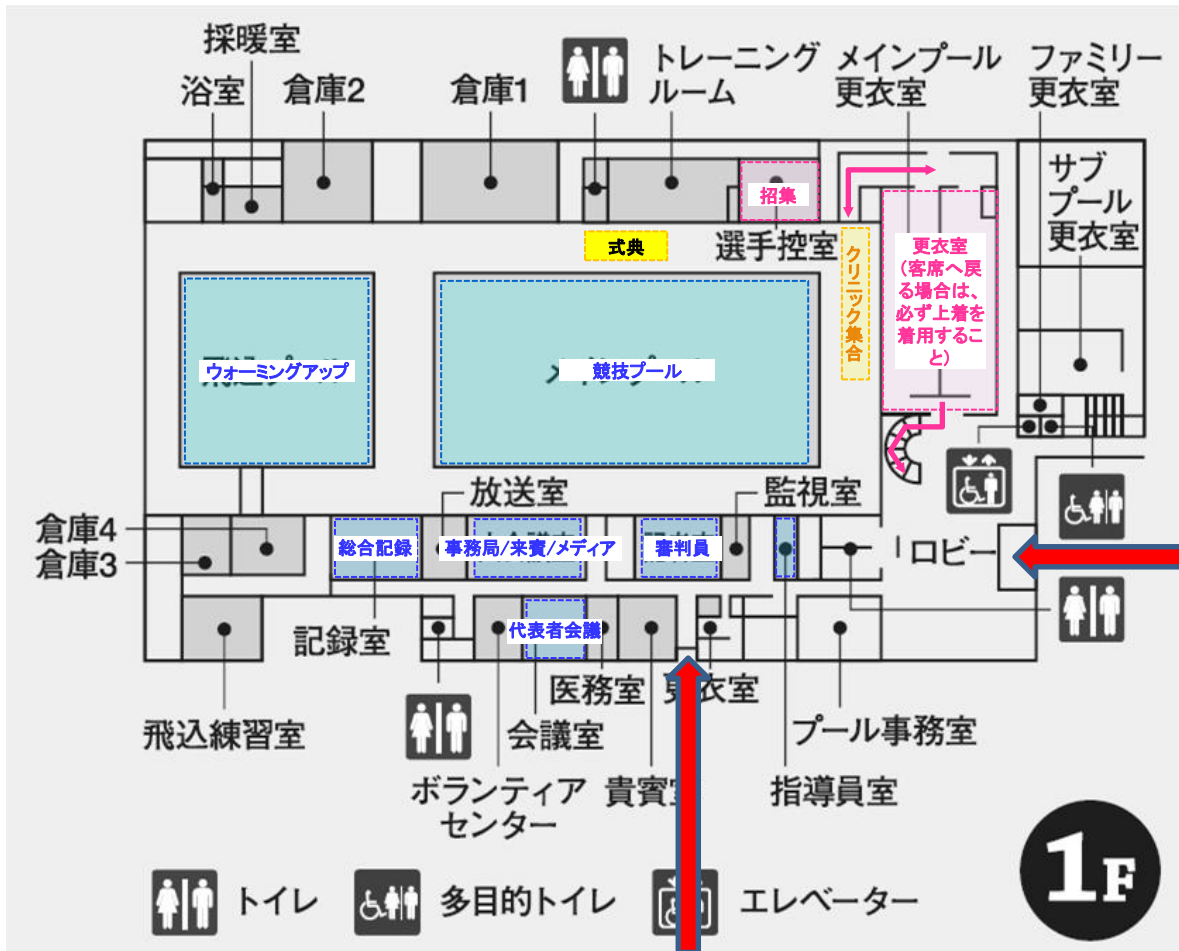 採暖室
浴室
倉庫2
倉庫1
トレーニング
ルーム
メインプール
更衣室
ファミリー
更衣室
サブ
プール
更衣室
招集
式典
選手控室
クリニック集合
更衣室
(客席へ戻
る場合は、
必ず上着を
着用するこ
と)
ウォーミングアップ
競技プール
放送室
監視室
倉庫4
倉庫3
総合記録
事務局/来賓/メディア
審判員
ロビー
記録室
代表者会議
医務室
更衣室
飛込練習室
会議室
プール事務室
ボランティア
センター
貴賓室
指導員室
トイレ
多目的トイレ
エレベーター
1F